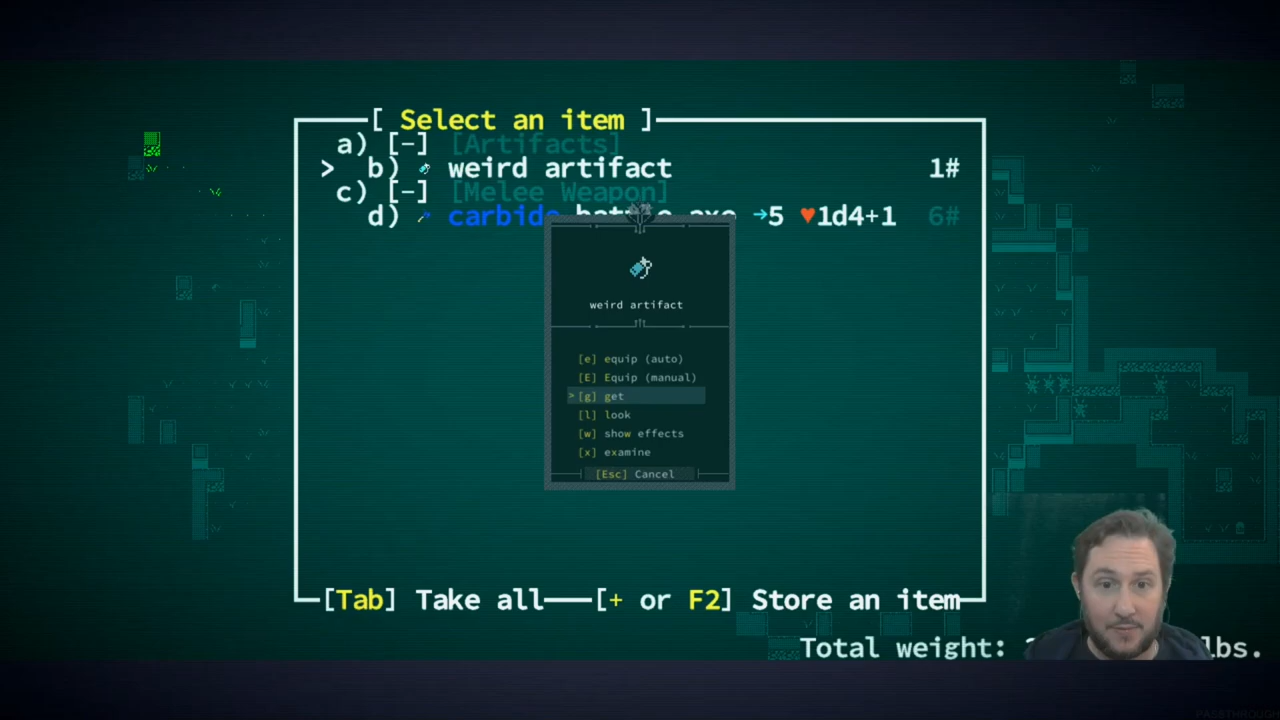 [ Select an item ]
a) [-] [Artifacts]
> b) weird artifact 1#
c) [-] [Melee Weapon]
d) carbide axe →5 ♥1d4+1 6#
weird artifact
[e] equip (auto)
[E] Equip (manual)
>[g] get
[l] look
[w] show effects
[x] examine
[Esc] Cancel
[Tab] Take all [+ or F2] Store an item
Total weight: lbs.